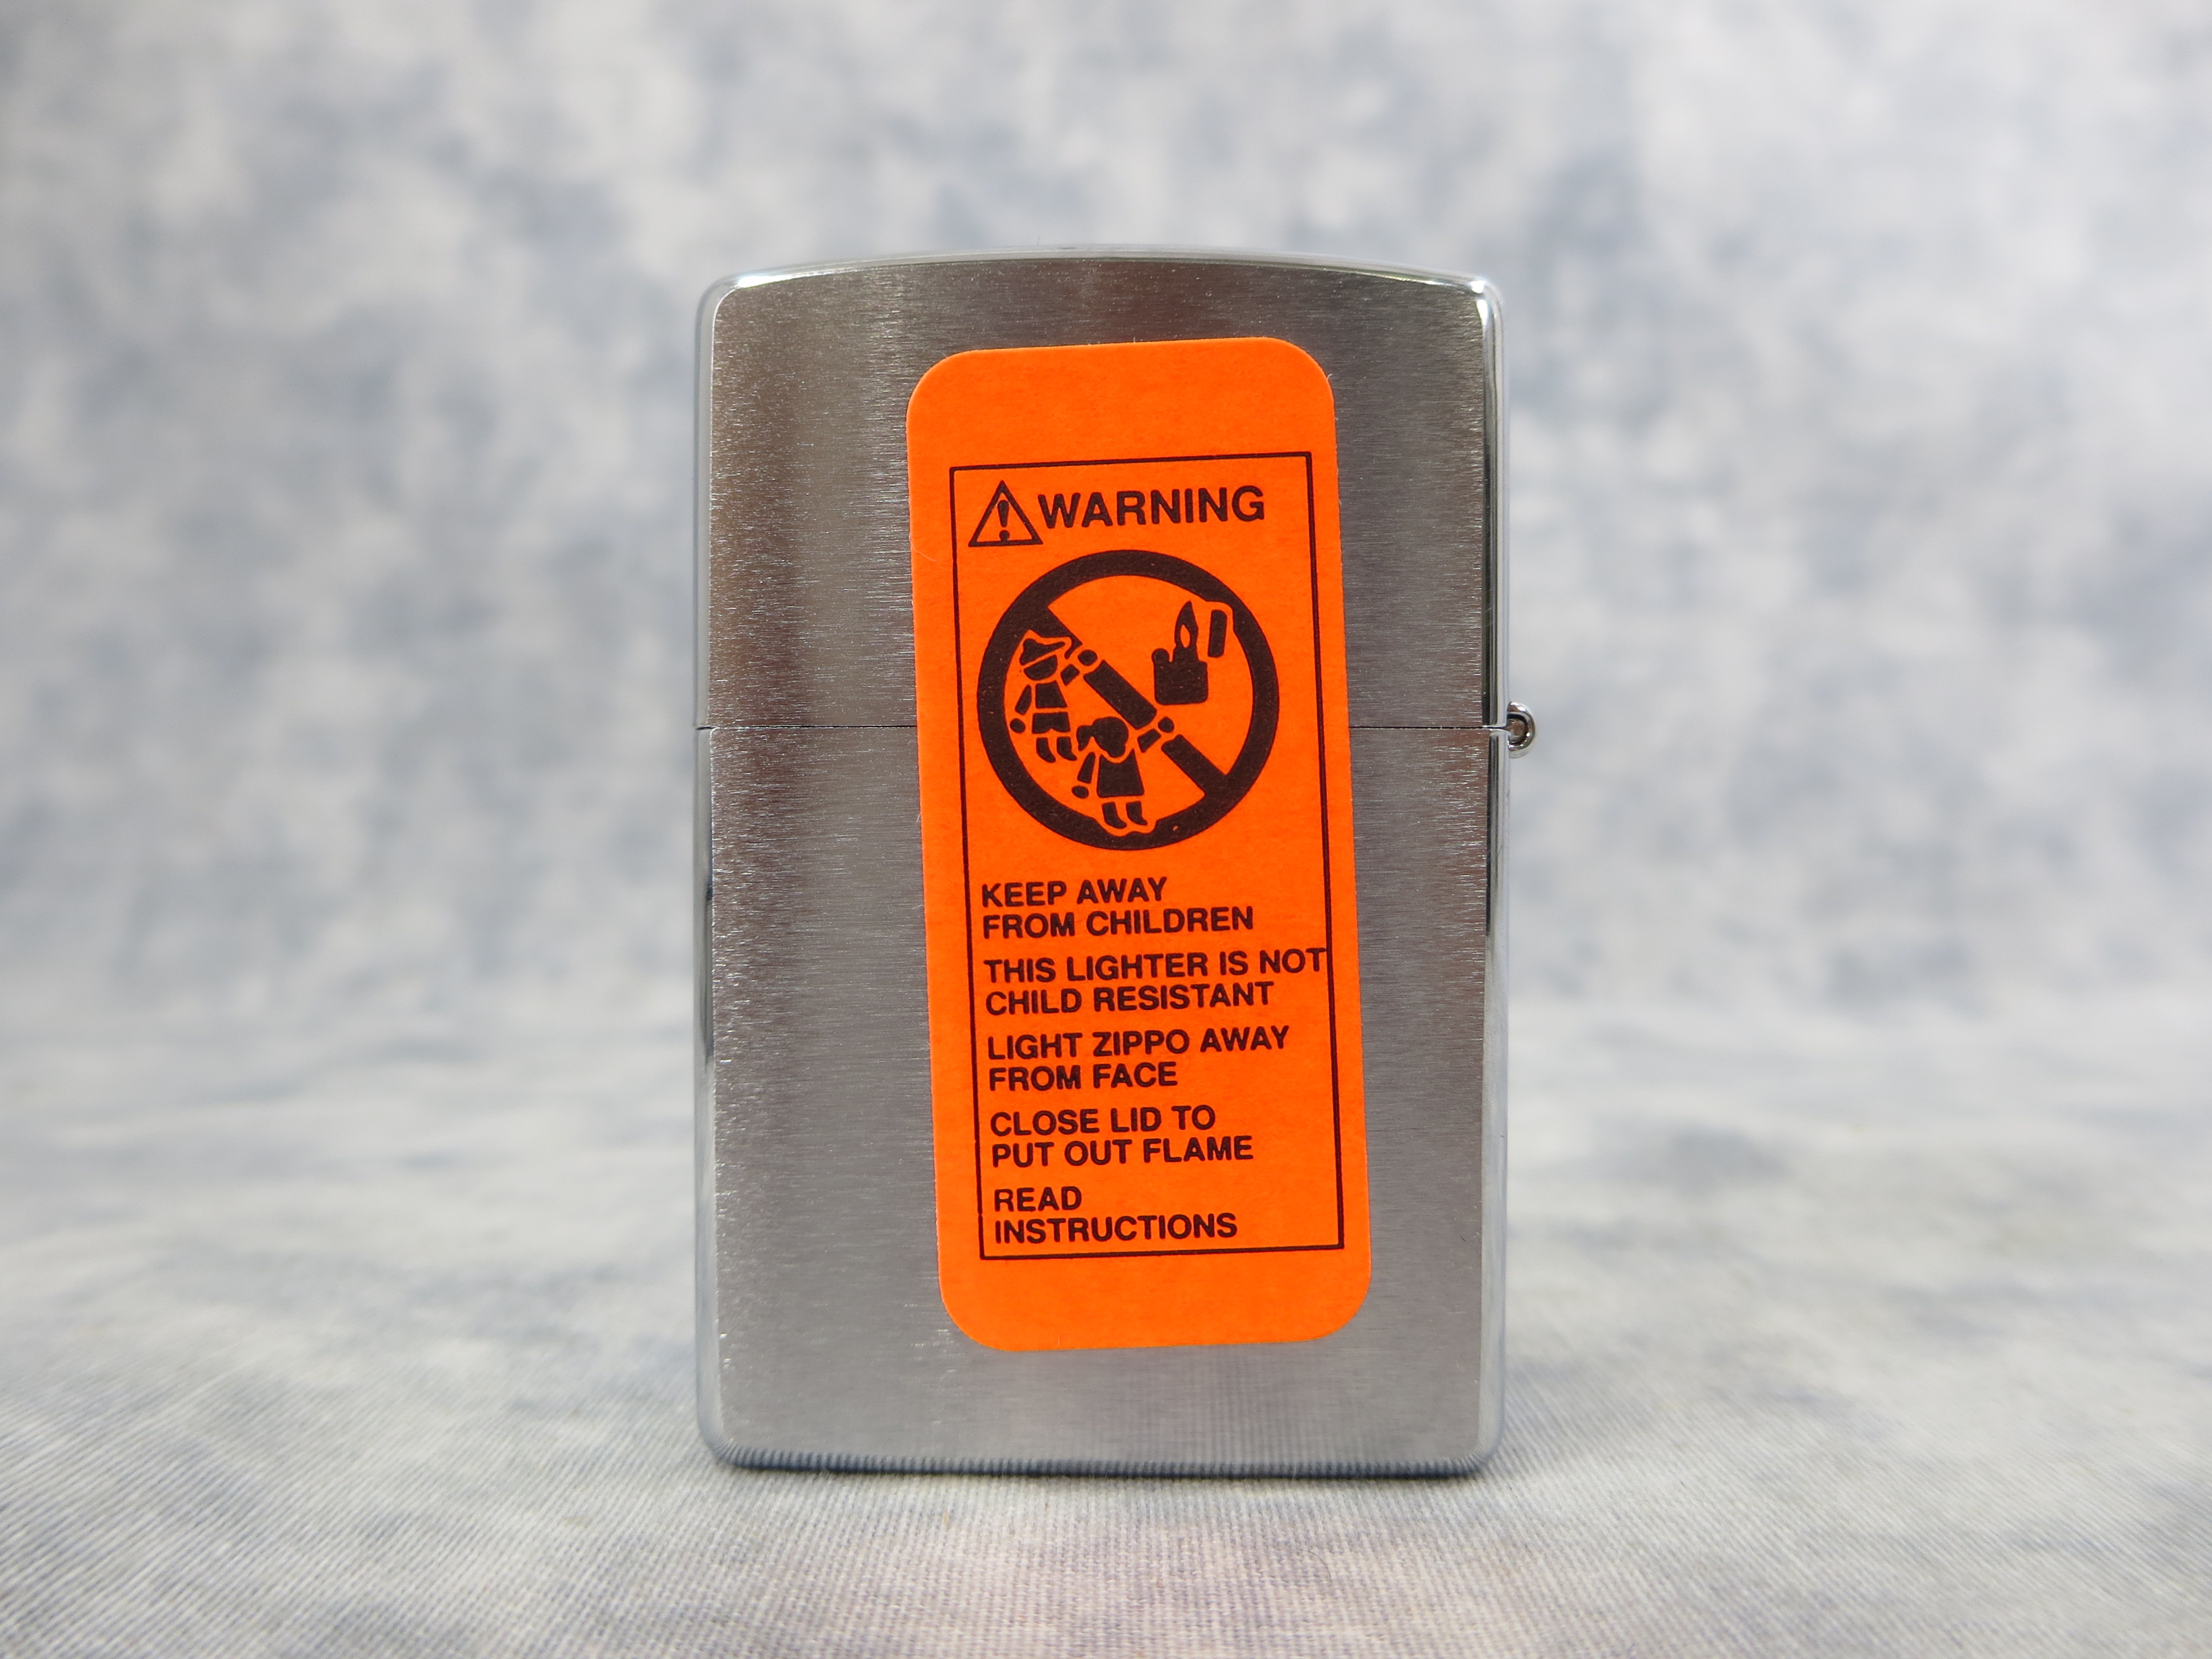 WARNING
KEEP AWAY
FROM CHILDREN
THIS LIGHTER IS NOT
CHILD RESISTANT
LIGHT ZIPPO AWAY
FROM FACE
CLOSE LID TO
PUT OUT FLAME
READ
INSTRUCTIONS